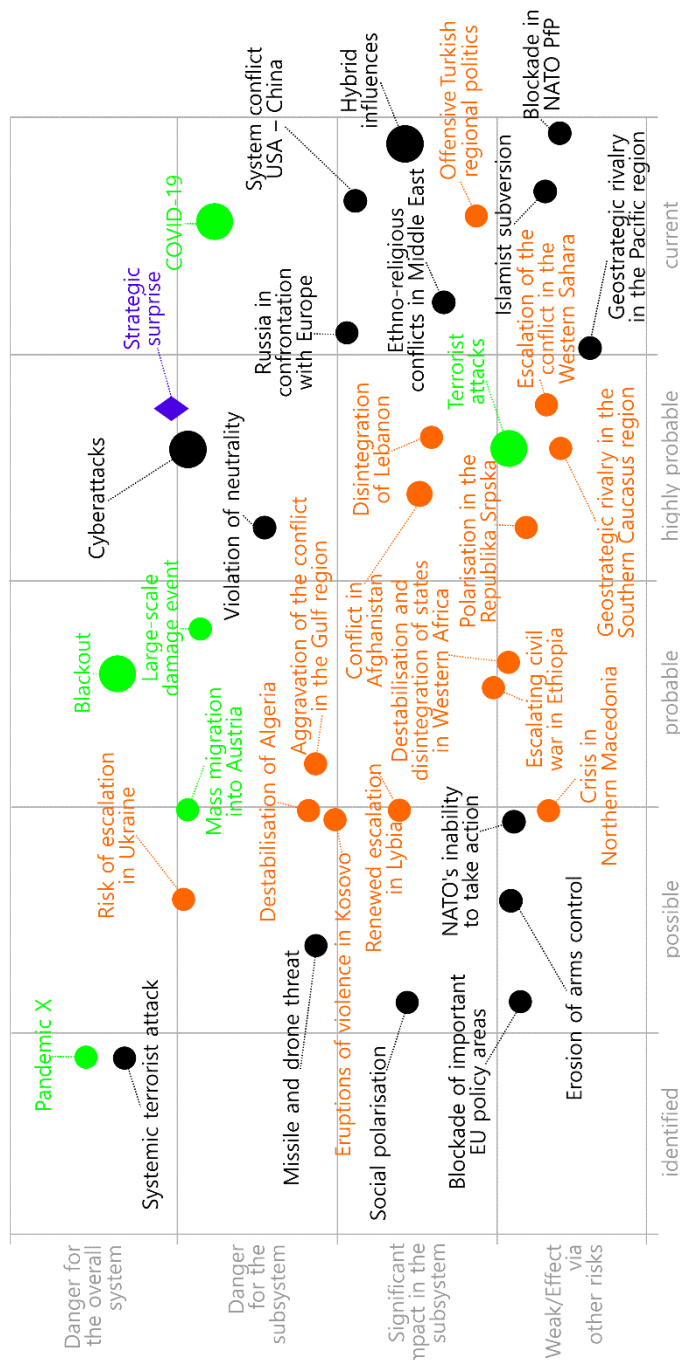 Danger for
the overall
system
Danger
for the
subsystem
Significant
impact in the
subsystem
Weak/Effect
via
other risks
Pandemic X
Systemic terrorist attack
Risk of escalation
in Ukraine
Mass migration
into Austria
Blackout
Large-scale
damage event
Cyberattacks
Strategic
surprise
COVID-19
Violation of neutrality
Missile and drone threat
Eruptions of violence in Kosovo
Destabilisation of Algeria
Aggravation of the conflict
in the Gulf region
Russia in
confrontation
with Europe
System conflict
USA – China
Hybrid
influences
Social polarisation
Renewed escalation
in Lybia
Conflict in
Afghanistan
Disintegration
of Lebanon
Ethno-religious
conflicts in Middle East
Offensive Turkish
regional politics
Destabilisation and
disintegration of states
in Western Africa
Blockade of important
EU policy areas
Erosion of arms control
NATO's inability
to take action
Crisis in
Northern Macedonia
Escalating civil
war in Ethiopia
Polarisation in the
Republika Srpska
Terrorist
attacks
Geostrategic rivalry in the
Southern Caucasus region
Escalation of the
conflict in the
Western Sahara
Islamist subversion
Blockade in
NATO PfP
Geostrategic rivalry
in the Pacific region
identified
possible
probable
highly probable
current